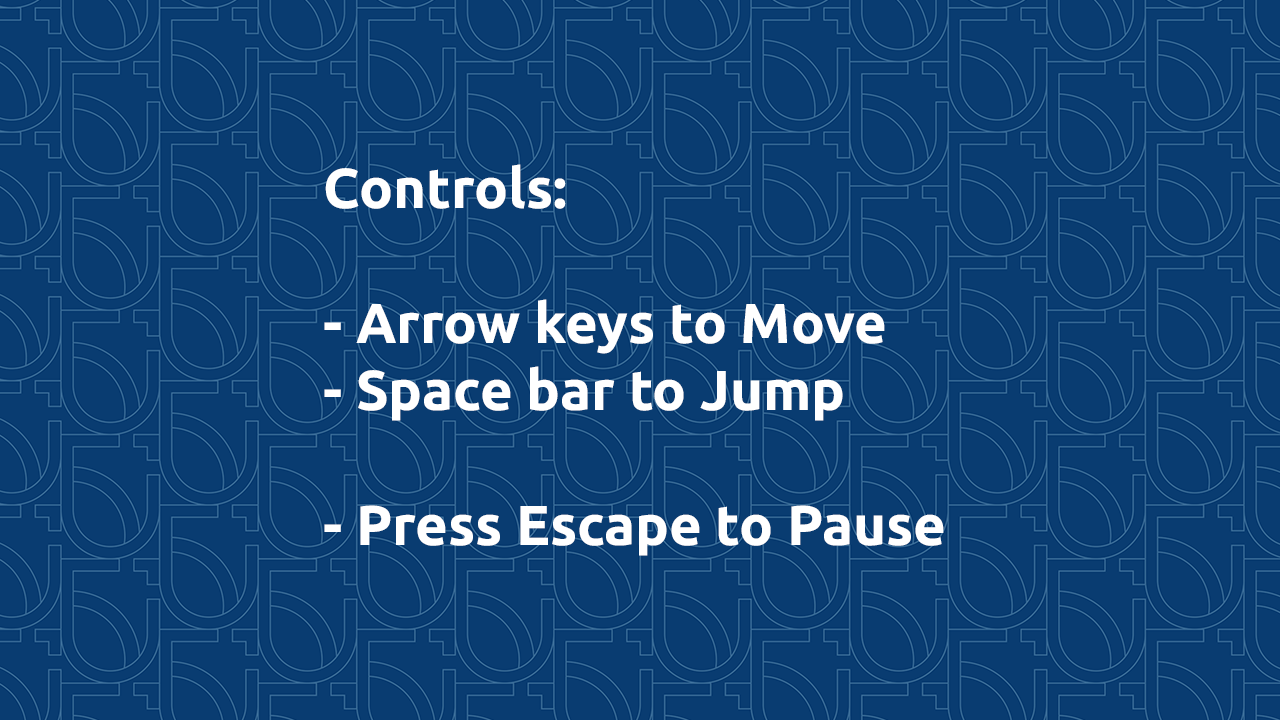 Controls:
- Arrow keys to Move
- Space bar to Jump
- Press Escape to Pause